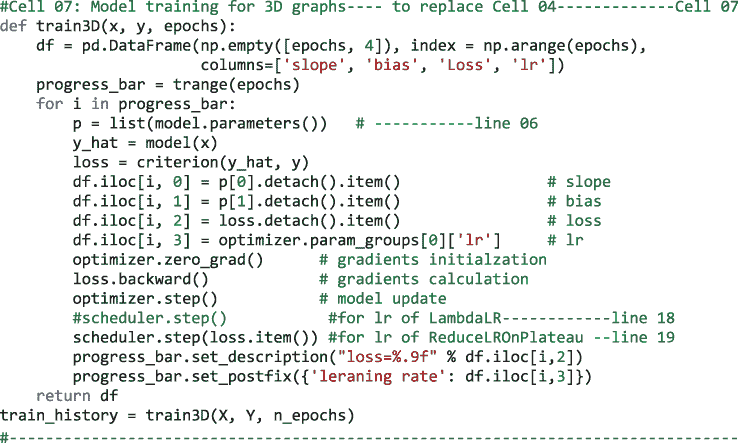 #Cell 07: Model training for 3D graphs---- to replace Cell 04-------------Cell 07
def train3D(x, y, epochs):
    df = pd.DataFrame(np.empty([epochs, 4]), index = np.arange(epochs),
                      columns=['slope', 'bias', 'Loss', 'lr'])
    progress_bar = trange(epochs)
    for i in progress_bar:
        p = list(model.parameters())   # -----------line 06
        y_hat = model(x)
        loss = criterion(y_hat, y)
        df.iloc[i, 0] = p[0].detach().item()                # slope
        df.iloc[i, 1] = p[1].detach().item()                # bias
        df.iloc[i, 2] = loss.detach().item()                # loss
        df.iloc[i, 3] = optimizer.param_groups[0]['lr']     # lr
        optimizer.zero_grad()      # gradients initialzation
        loss.backward()            # gradients calculation
        optimizer.step()           # model update
        #scheduler.step()           #for lr of LambdaLR------------line 18
        scheduler.step(loss.item()) #for lr of ReduceLROnPlateau --line 19
        progress_bar.set_description("loss=%.9f" % df.iloc[i,2])
        progress_bar.set_postfix({'leraning rate': df.iloc[i,3]})
    return df
train_history = train3D(X, Y, n_epochs)
#--------------------------------------------------------------------------------